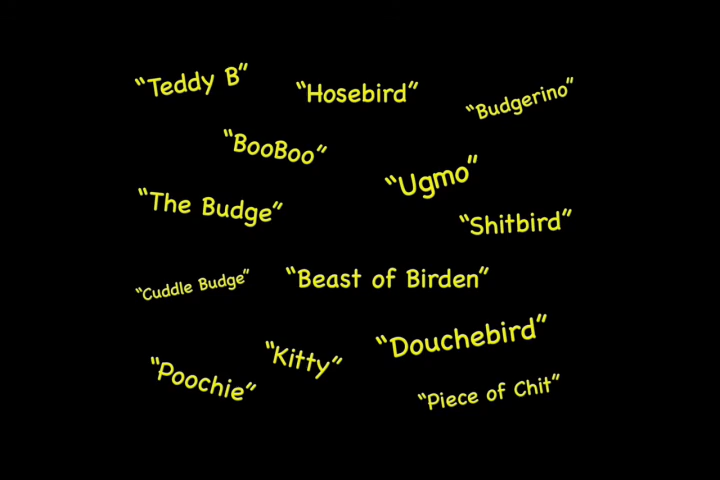 “Teddy B”
“Hosebird”
“Budgerino”
“BooBoo”
“Ugmo”
“The Budge”
“Shitbird”
“Cuddle Budge”
“Beast of Birden”
“Douchebird”
“Kitty”
“Poochie”
“Piece of Chit”